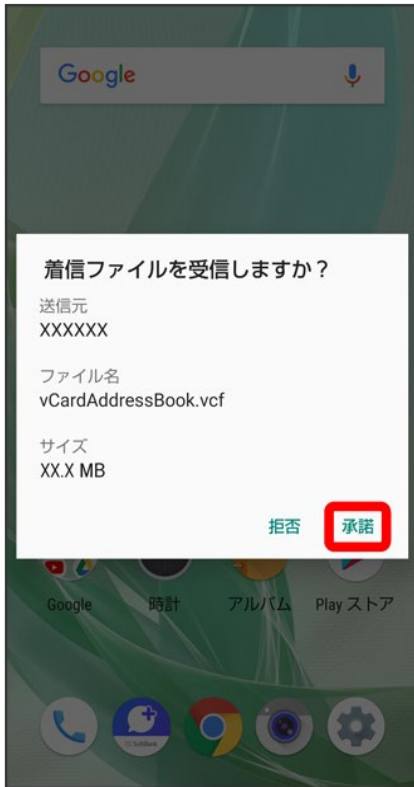 Google
着信ファイルを受信しますか？
送信元
XXXXXX
ファイル名
vCardAddressBook.vcf
サイズ
XX.X MB
拒否 承諾
Google 時計 アルバム Play ストア
SoftBank